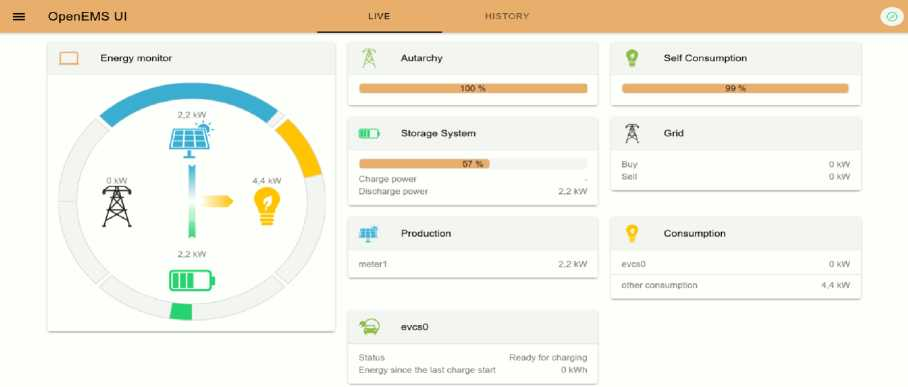 OpenEMS UI
LIVE
HISTORY
Energy monitor
2,2 kW
0 kW
4,4 kW
2,2 kW
Autarchy
100 %
Self Consumption
99 %
Storage System
57 %
Charge power -
Discharge power 2,2 kW
Grid
Buy 0 kW
Sell 0 kW
Production
meter1 2,2 kW
Consumption
evcs0 0 kW
other consumption 4,4 kW
evcs0
Status Ready for charging
Energy since the last charge start 0 kWh